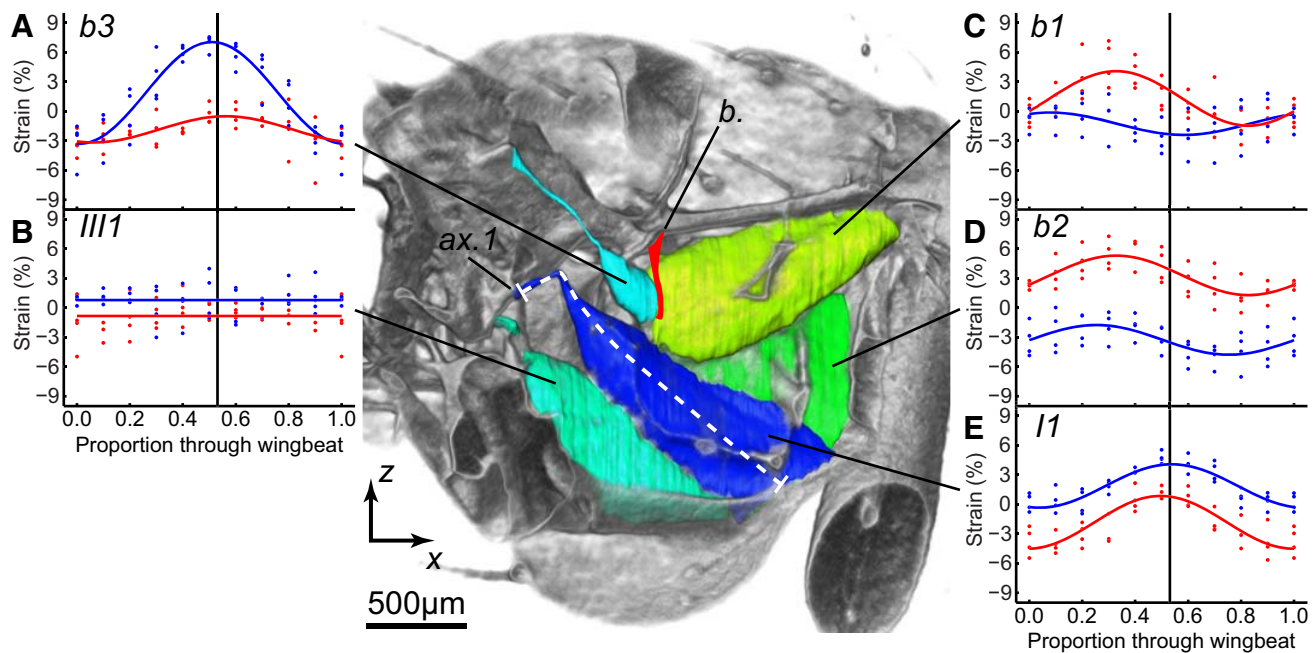 A
b3
9
6
3
0
−3
−6
−9
Strain (%)
B
III1
9
6
3
0
−3
−6
−9
Strain (%)
0.0 0.2 0.4 0.6 0.8 1.0
Proportion through wingbeat
b.
ax.1
z
x
500μm
C
b1
9
6
3
0
−3
−6
−9
Strain (%)
D
b2
9
6
3
0
−3
−6
−9
Strain (%)
E
I1
9
6
3
0
−3
−6
−9
Strain (%)
0.0 0.2 0.4 0.6 0.8 1.0
Proportion through wingbeat